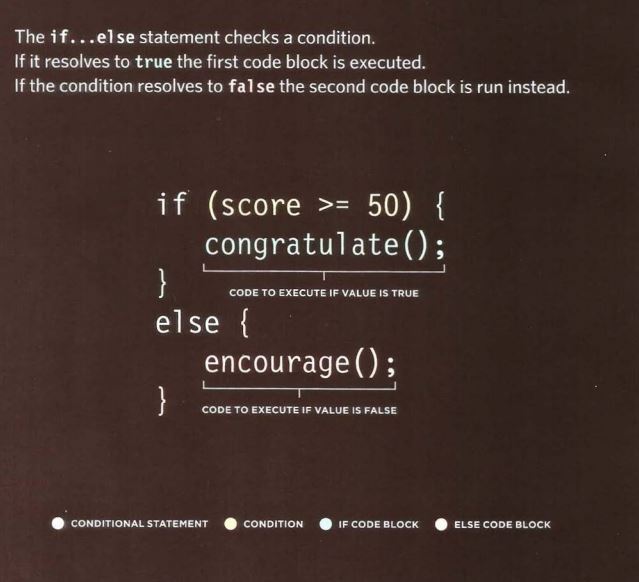 The if...else statement checks a condition.
If it resolves to true the first code block is executed.
If the condition resolves to false the second code block is run instead.
if (score >= 50) {
congratulate();
}
CODE TO EXECUTE IF VALUE IS TRUE
else {
encourage();
}
CODE TO EXECUTE IF VALUE IS FALSE
CONDITIONAL STATEMENT CONDITION IF CODE BLOCK ELSE CODE BLOCK